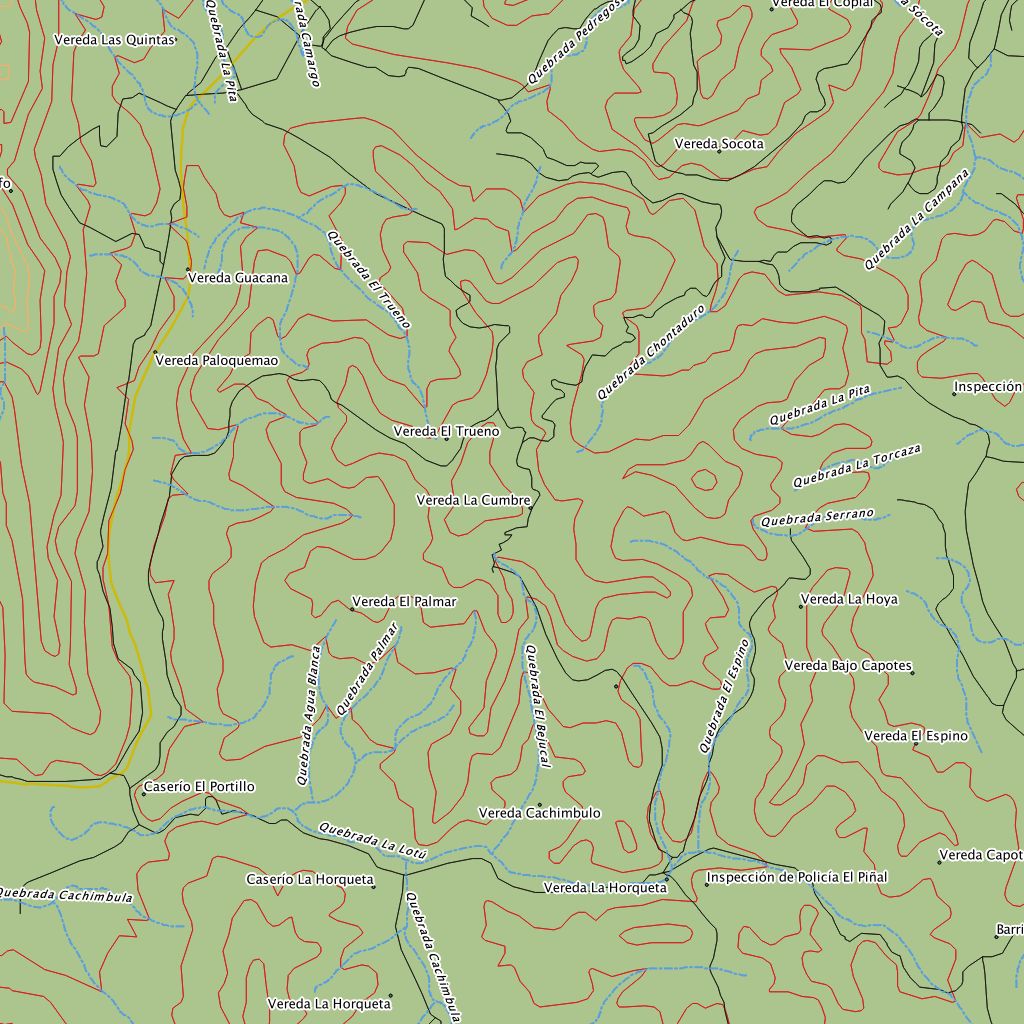 Vereda El Copial
Vereda Las Quintas
Quebrada La Pita
rada Camargo
Quebrada Pedregos
a Socota
Vereda Socota
fo
Quebrada La Campana
Vereda Guacana
Quebrada El Trueno
Quebrada Chontaduro
Vereda Paloquemao
Inspección
Quebrada La Pita
Vereda El Trueno
Quebrada La Torcaza
Vereda La Cumbre
Quebrada Serrano
Vereda El Palmar
Vereda La Hoya
Quebrada Agua Blanca
Quebrada Palmar
Quebrada El Bejucal
Quebrada El Espino
Vereda Bajo Capotes
Vereda El Espino
Caserío El Portillo
Vereda Cachimbulo
Quebrada La Lotú
Vereda Capot
Caserío La Horqueta
Vereda La Horqueta
Inspección de Policía El Piñal
Quebrada Cachimbula
Quebrada Cachimbula
Barri
Vereda La Horqueta